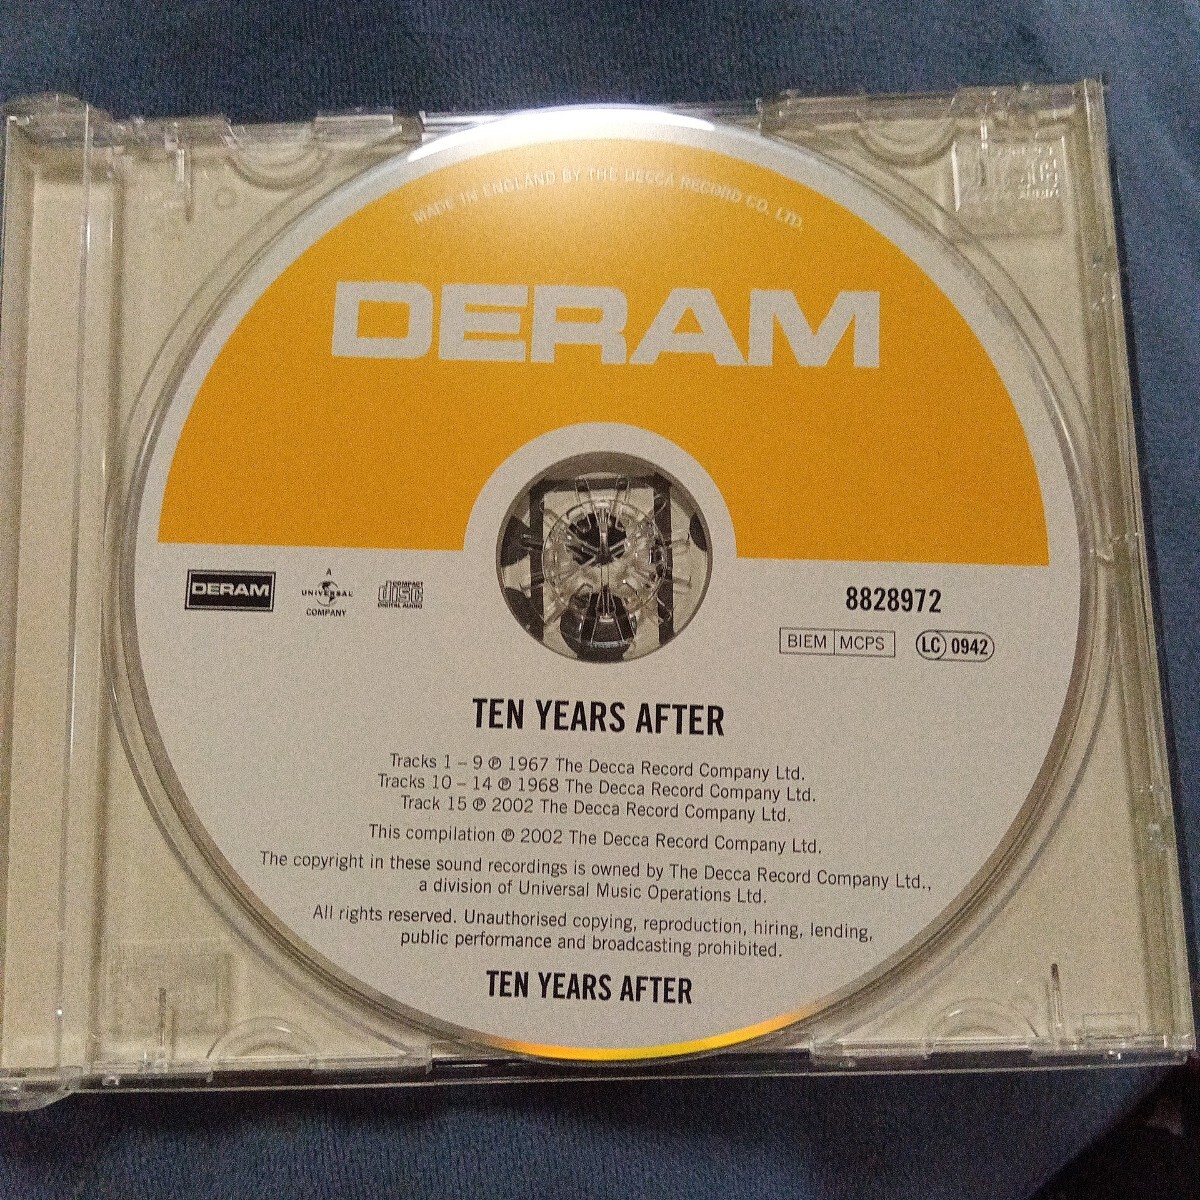 MADE IN ENGLAND BY THE DECCA RECORD CO. LTD.
DERAM
DERAM
A
UNIVERSAL
COMPANY
COMPACT
disc
DIGITAL AUDIO
8828972
BIEM MCPS
LC 0942
TEN YEARS AFTER
Tracks 1 – 9 ℗ 1967 The Decca Record Company Ltd.
Tracks 10 – 14 ℗ 1968 The Decca Record Company Ltd.
Track 15 ℗ 2002 The Decca Record Company Ltd.
This compilation ℗ 2002 The Decca Record Company Ltd.
The copyright in these sound recordings is owned by The Decca Record Company Ltd.,
a division of Universal Music Operations Ltd.
All rights reserved. Unauthorised copying, reproduction, hiring, lending,
public performance and broadcasting prohibited.
TEN YEARS AFTER